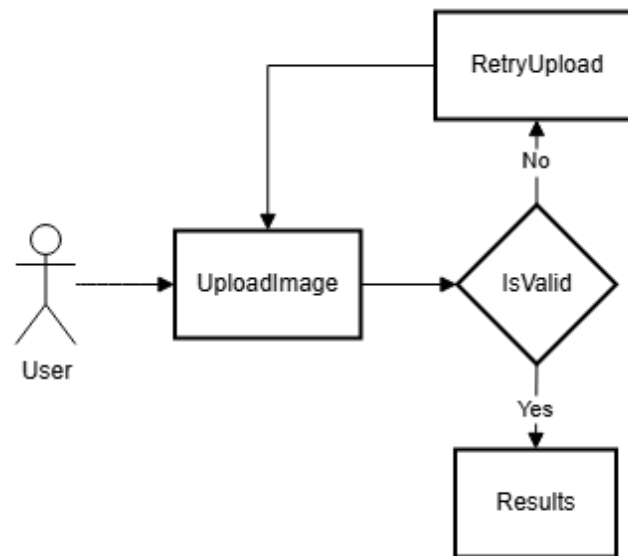 RetryUpload
No
UploadImage
IsValid
User
Yes
Results